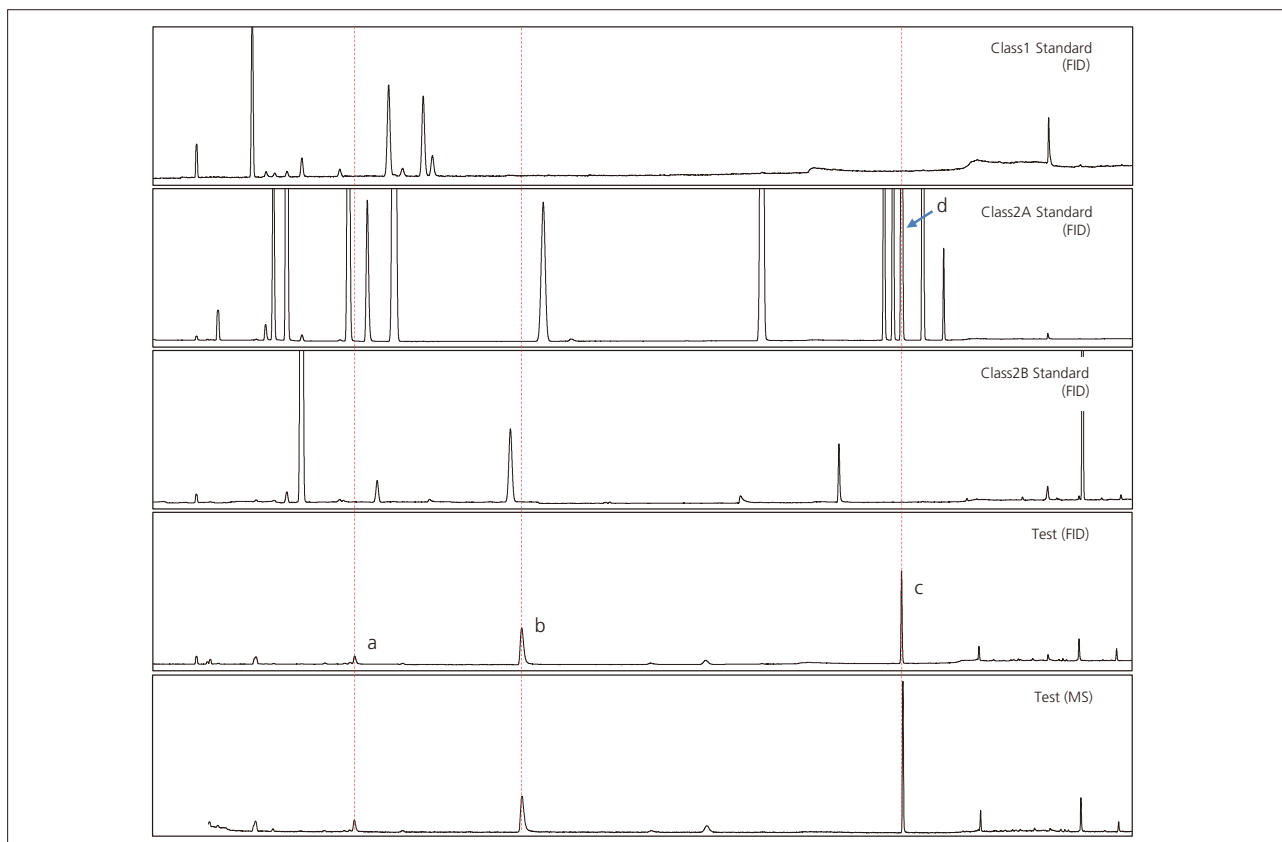 Class1 Standard
(FID)
d
Class2A Standard
(FID)
Class2B Standard
(FID)
Test (FID)
a
b
c
Test (MS)